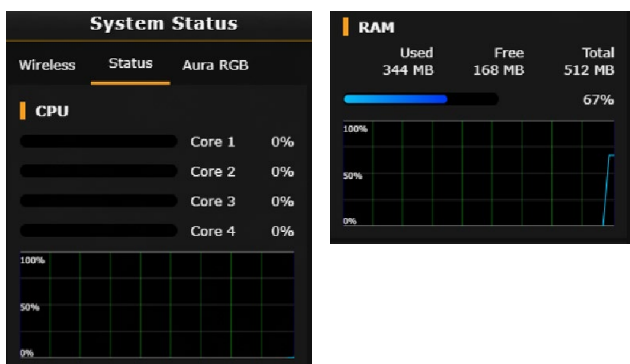 System Status
Wireless Status Aura RGB
CPU
Core 1 0%
Core 2 0%
Core 3 0%
Core 4 0%
100%
50%
0%
RAM
Used Free Total
344 MB 168 MB 512 MB
67%
100%
50%
0%